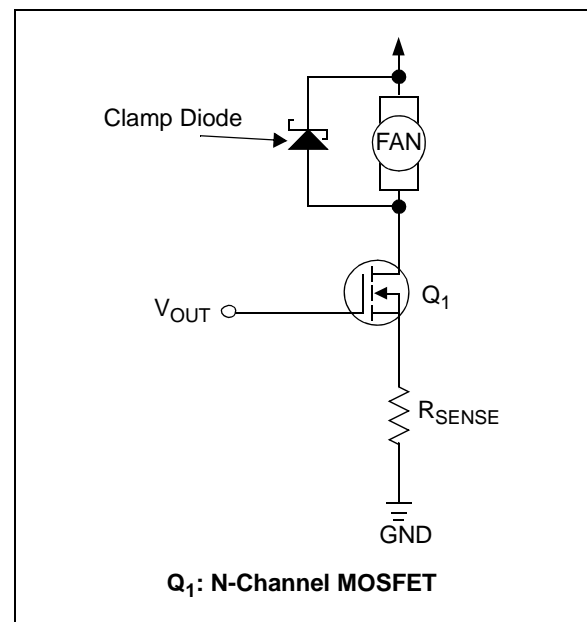 Clamp Diode
FAN
V_OUT
Q_1
R_SENSE
GND
Q_1: N-Channel MOSFET